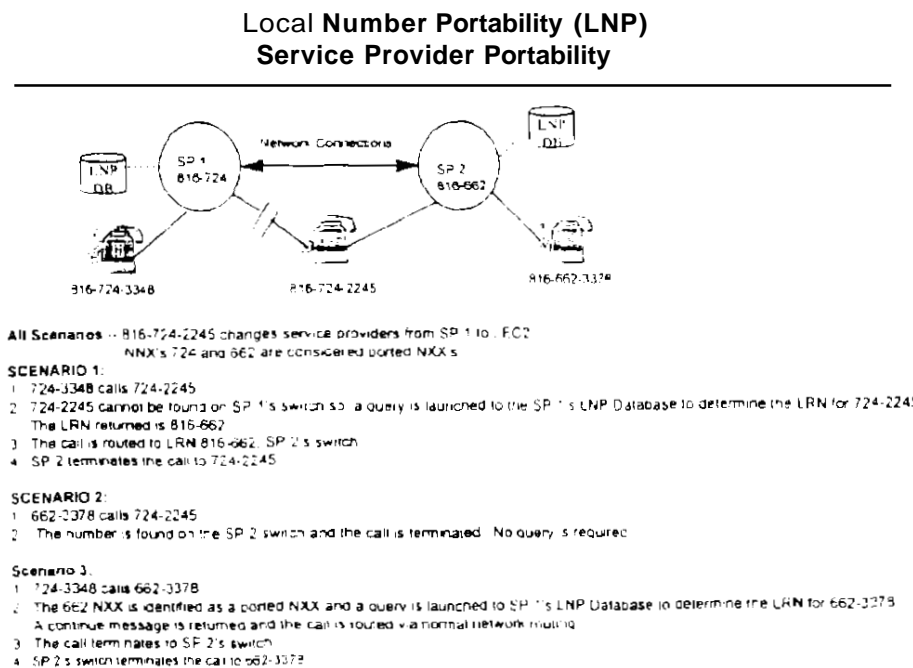 Local Number Portability (LNP)
Service Provider Portability
LNP
DB
Network Connections
SP 1
816-724
SP 2
816-662
LNP
DB
816-724-3348
816-724-2245
816-662-3378
All Scenarios -- 816-724-2245 changes service providers from SP 1 to LEC2
NNX's 724 and 662 are considered ported NXX's
SCENARIO 1:
1 724-3348 calls 724-2245
2 724-2245 cannot be found on SP 1's switch so a query is launched to the SP 1's LNP Database to determine the LRN for 724-2245
The LRN returned is 816-662
3 The call is routed to LRN 816-662, SP 2's switch
4 SP 2 terminates the call to 724-2245
SCENARIO 2:
1 662-3378 calls 724-2245
2 The number is found on the SP 2 switch and the call is terminated No query is required
Scenario 3:
1 724-3348 calls 662-3378
2 The 662 NXX is identified as a ported NXX and a query is launched to SP 1's LNP Database to determine the LRN for 662-3378
A continue message is returned and the call is routed via normal network routing
3 The call terminates to SP 2's switch
4 SP 2's switch terminates the call to 662-3378